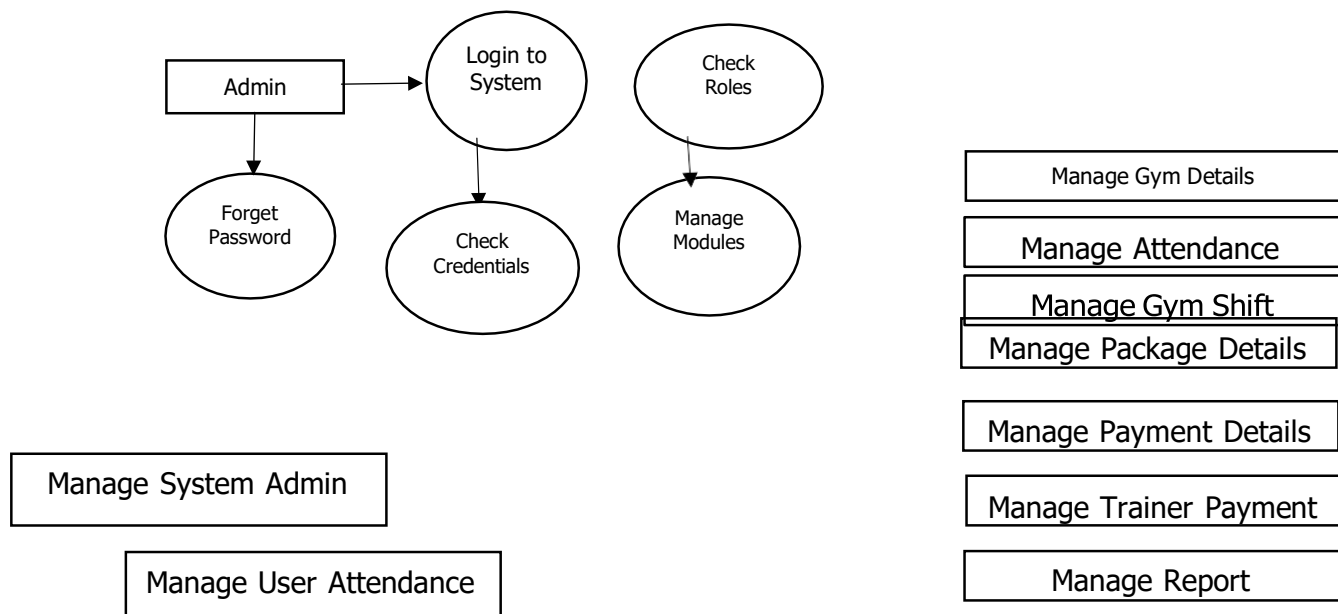 Login to
System
Check
Roles
Admin
Forget
Password
Check
Credentials
Manage
Modules
Manage Gym Details
Manage Attendance
Manage Gym Shift
Manage Package Details
Manage Payment Details
Manage System Admin
Manage Trainer Payment
Manage User Attendance
Manage Report